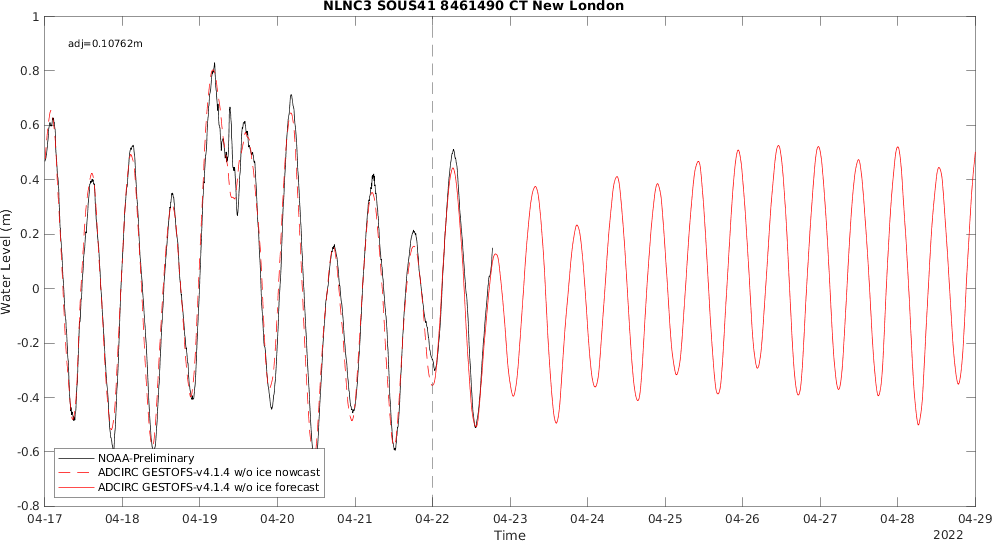 NLNC3 SOUS41 8461490 CT New London
adj=0.10762m
1
0.8
0.6
0.4
0.2
0
-0.2
-0.4
-0.6
-0.8
Water Level (m)
NOAA-Preliminary
ADCIRC GESTOFS-v4.1.4 w/o ice nowcast
ADCIRC GESTOFS-v4.1.4 w/o ice forecast
04-17 04-18 04-19 04-20 04-21 04-22 04-23 04-24 04-25 04-26 04-27 04-28 04-29
Time
2022